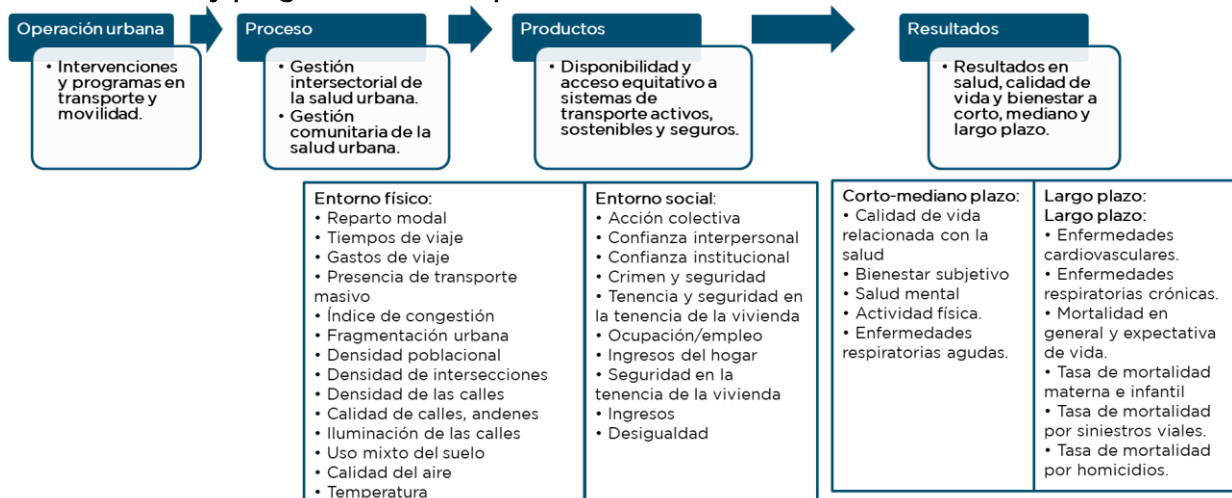 Operación urbana
Proceso
Productos
Resultados
• Intervenciones
y programas en
transporte y
movilidad.
• Gestión
intersectorial de
la salud urbana.
• Gestión
comunitaria de la
salud urbana.
• Disponibilidad y
acceso equitativo a
sistemas de
transporte activos,
sostenibles y seguros.
• Resultados en
salud, calidad de
vida y bienestar a
corto, mediano y
largo plazo.
Entorno físico:
• Reparto modal
• Tiempos de viaje
• Gastos de viaje
• Presencia de transporte
masivo
• Índice de congestión
• Fragmentación urbana
• Densidad poblacional
• Densidad de intersecciones
• Densidad de las calles
• Calidad de calles, andenes
• Iluminación de las calles
• Uso mixto del suelo
• Calidad del aire
• Temperatura
Entorno social:
• Acción colectiva
• Confianza interpersonal
• Confianza institucional
• Crimen y seguridad
• Tenencia y seguridad en
la tenencia de la vivienda
• Ocupación/empleo
• Ingresos del hogar
• Seguridad en la
tenencia de la vivienda
• Ingresos
• Desigualdad
Corto-mediano plazo:
• Calidad de vida
relacionada con la
salud
• Bienestar subjetivo
• Salud mental
• Actividad física.
• Enfermedades
respiratorias agudas.
Largo plazo:
Largo plazo:
• Enfermedades
cardiovasculares.
• Enfermedades
respiratorias crónicas.
• Mortalidad en
general y expectativa
de vida.
• Tasa de mortalidad
materna e infantil
• Tasa de mortalidad
por siniestros viales.
• Tasa de mortalidad
por homicidios.